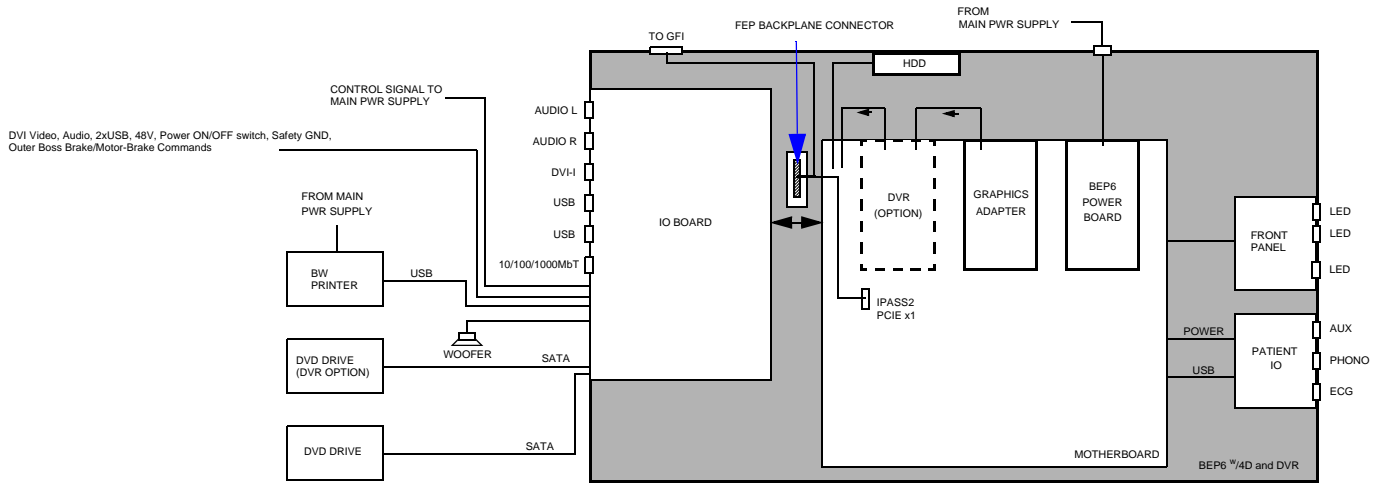 FROM
MAIN PWR SUPPLY
FEP BACKPLANE CONNECTOR
TO GFI
HDD
CONTROL SIGNAL TO
MAIN PWR SUPPLY
AUDIO L
DVI Video, Audio, 2xUSB, 48V, Power ON/OFF switch, Safety GND,
Outer Boss Brake/Motor-Brake Commands
AUDIO R
DVI-I
USB
USB
10/100/1000MbT
FROM MAIN
PWR SUPPLY
IO BOARD
DVR
(OPTION)
GRAPHICS
ADAPTER
BEP6
POWER
BOARD
FRONT
PANEL
LED
LED
LED
BW
PRINTER
USB
IPASS2
PCIE x1
WOOFER
POWER
USB
PATIENT
IO
AUX
PHONO
ECG
DVD DRIVE
(DVR OPTION)
SATA
DVD DRIVE
SATA
MOTHERBOARD
BEP6 w/4D and DVR